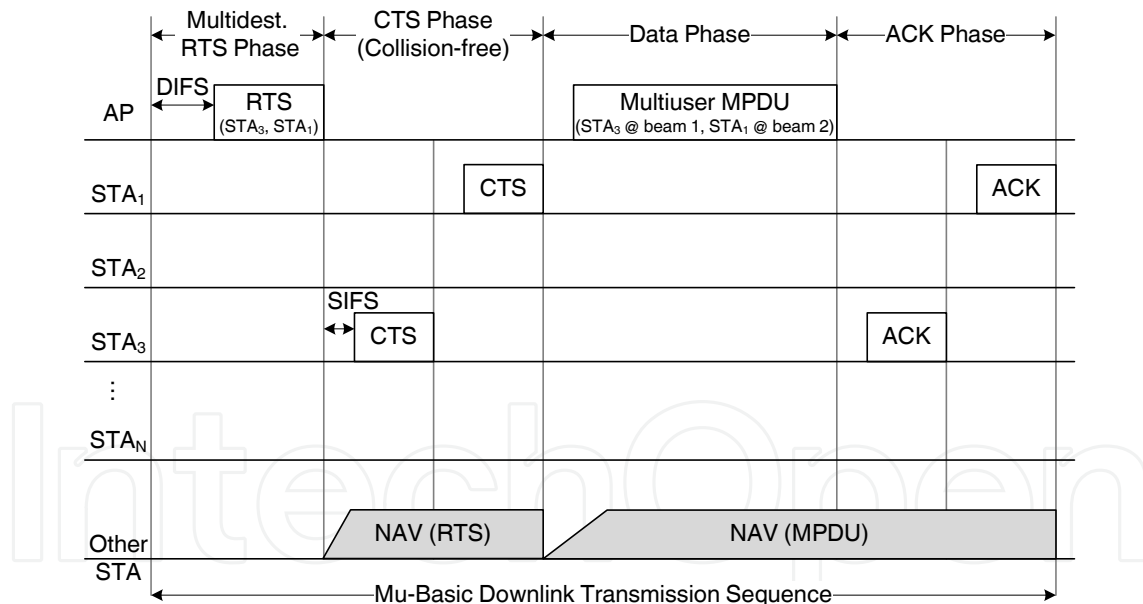 Multidest.
RTS Phase
CTS Phase
(Collision-free)
Data Phase
ACK Phase
DIFS
AP
RTS
(STA3, STA1)
Multiuser MPDU
(STA3 @ beam 1, STA1 @ beam 2)
STA1
CTS
ACK
STA2
SIFS
STA3
CTS
ACK
⋮
STAN
IntechOpen
Other
STA
NAV (RTS)
NAV (MPDU)
Mu-Basic Downlink Transmission Sequence